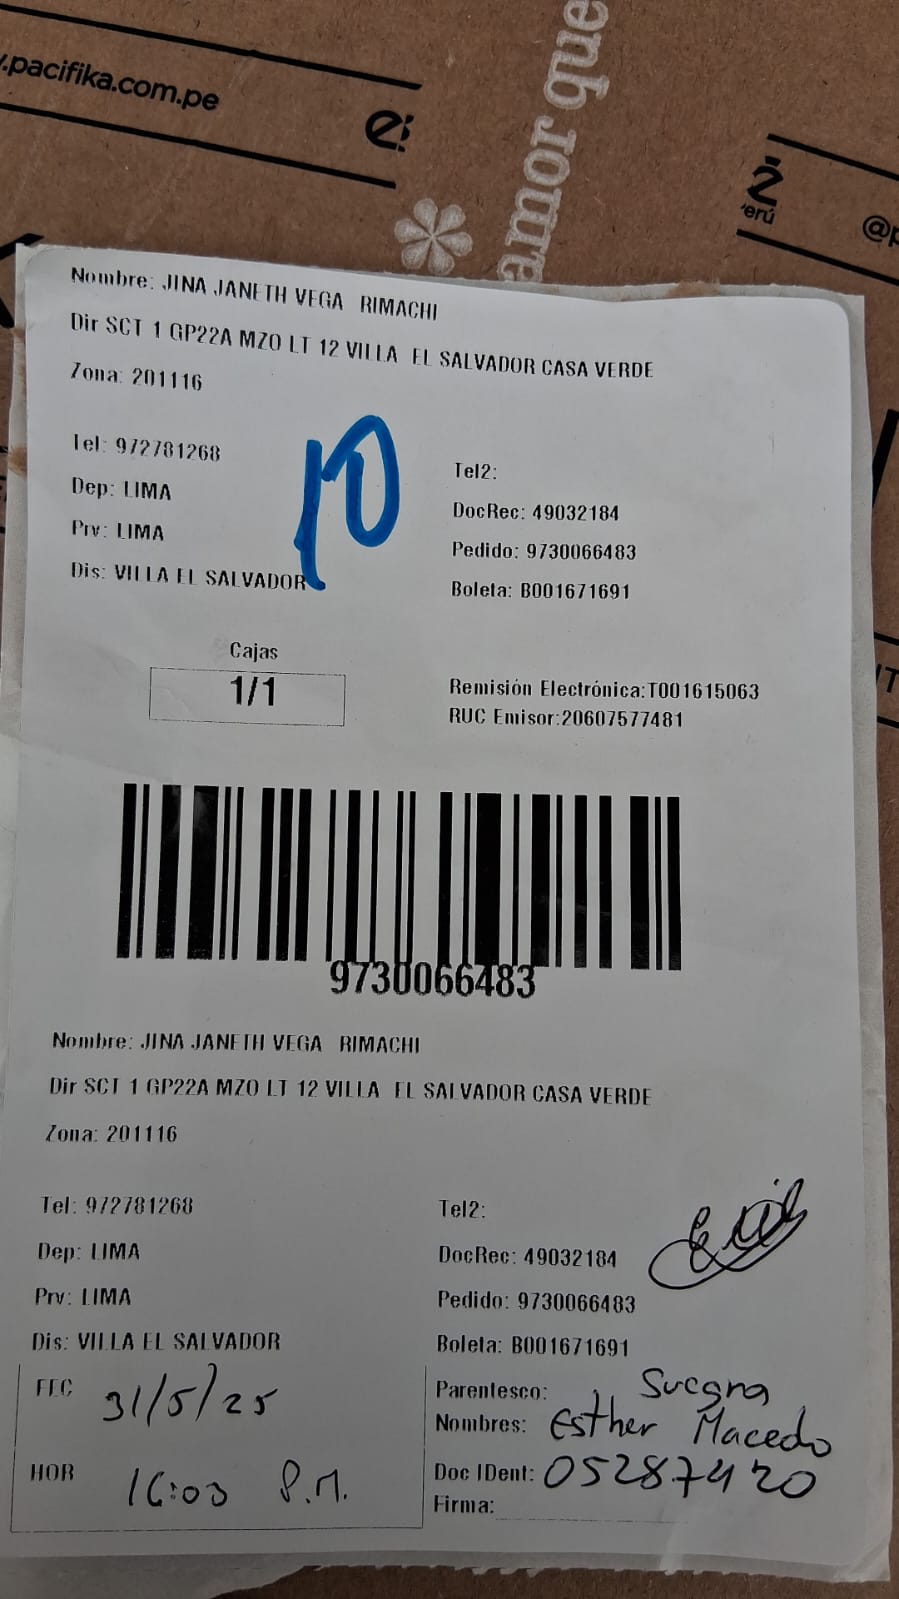 .pacifika.com.pe
amor que
erú
@p
Nombre: JINA JANETH VEGA RIMACHI
Dir SCT 1 GP22A MZO LT 12 VILLA EL SALVADOR CASA VERDE
Zona: 201116
10
Tel: 972781268
Tel2:
Dep: LIMA
DocRec: 49032184
Prv: LIMA
Pedido: 9730066483
Dis: VILLA EL SALVADOR
Boleta: B001671691
Cajas
1/1
Remisión Electrónica:T001615063
RUC Emisor:20607577481
9730066483
Nombre: JINA JANETH VEGA RIMACHI
Dir SCT 1 GP22A MZO LT 12 VILLA EL SALVADOR CASA VERDE
Zona: 201116
Tel: 972781268
Tel2:
Dep: LIMA
DocRec: 49032184
Prv: LIMA
Pedido: 9730066483
Dis: VILLA EL SALVADOR
Boleta: B001671691
FEC 31/5/25
Parentesco: Suegra
Nombres: Esther Macedo
HOR 16:03 P.M.
Doc IDent: 05287420
Firma: